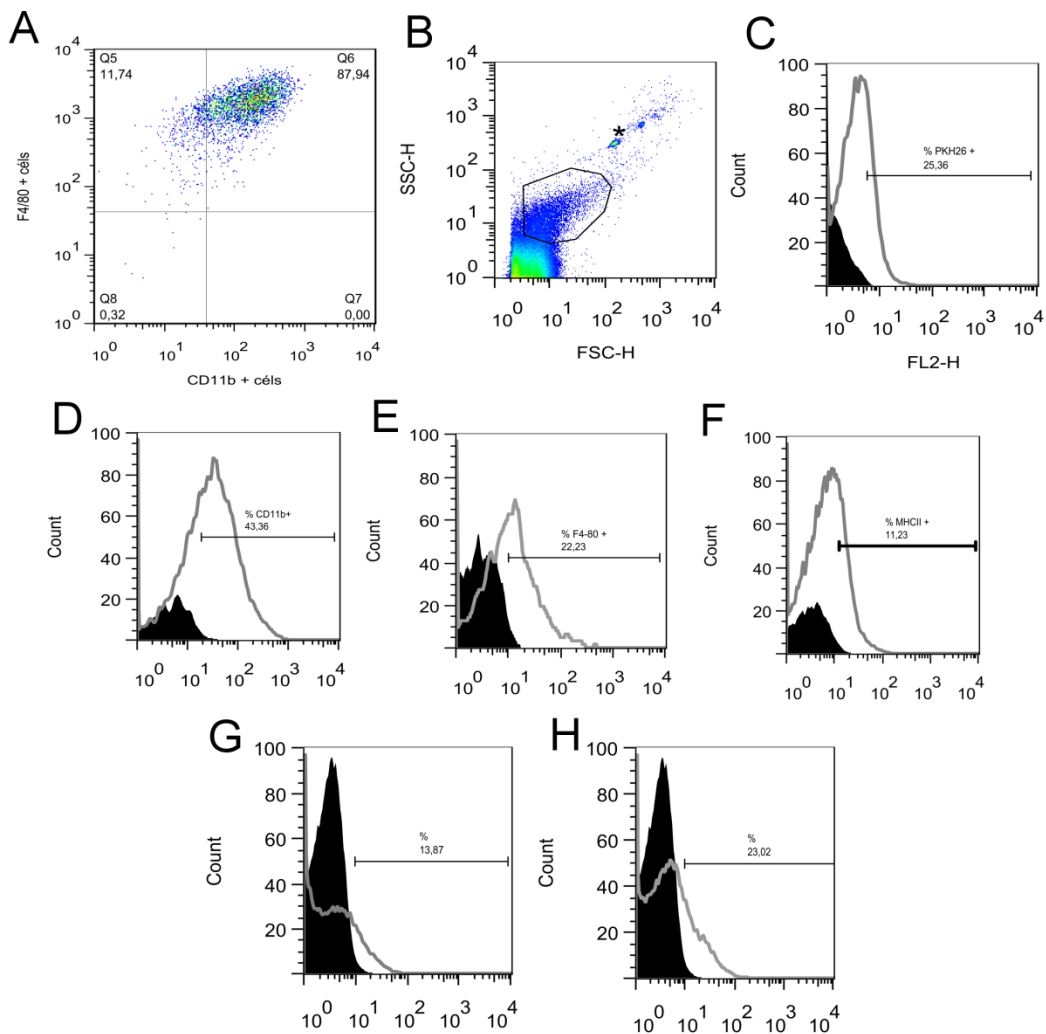 A
Q5
11,74
Q6
87,94
Q8
0,32
Q7
0,00
10^4
10^3
10^2
10^1
10^0
F4/80 + céls
10^0 10^1 10^2 10^3 10^4
CD11b + céls
B
*
10^5
10^4
10^3
10^2
10^1
10^0
SSC-H
10^0 10^1 10^2 10^3 10^4
FSC-H
C
% PKH26 +
25,36
100
80
60
40
20
Count
10^0 10^1 10^2 10^3 10^4
FL2-H
D
% CD11b+
43,36
100
80
60
40
20
Count
10^0 10^1 10^2 10^3 10^4
E
% F4-80 +
22,23
100
80
60
40
20
Count
10^0 10^1 10^2 10^3 10^4
F
% MHCII +
11,23
100
80
60
40
20
Count
10^0 10^1 10^2 10^3 10^4
G
%
13,87
100
80
60
40
20
Count
10^0 10^1 10^2 10^3 10^4
H
%
23,02
100
80
60
40
20
Count
10^0 10^1 10^2 10^3 10^4